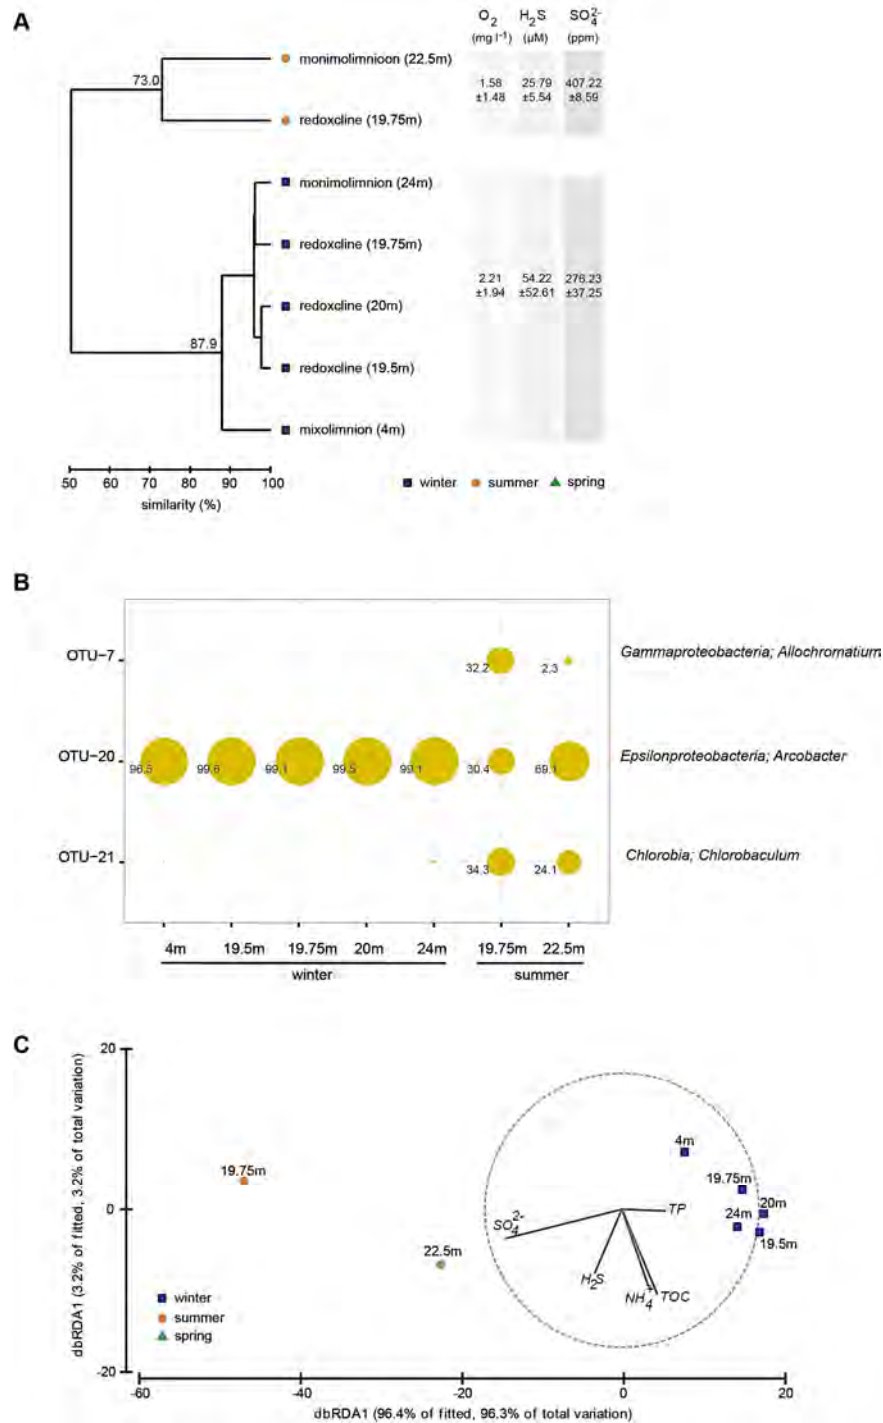 A
O2 H2S SO4 2-
(mg l-1) (µM) (ppm)
monimolimnioon (22.5m)
73.0
1.58 25.79 407.22
±1.48 ±5.54 ±8.59
redoxcline (19.75m)
monimolimnion (24m)
redoxcline (19.75m)
2.21 54.22 276.23
±1.94 ±52.61 ±37.25
redoxcline (20m)
87.9
redoxcline (19.5m)
mixolimnion (4m)
50 60 70 80 90 100
similarity (%)
winter summer spring
B
OTU-7 32.2 2.3 Gammaproteobacteria; Allochromatium
OTU-20 96.5 99.6 99.1 99.5 99.1 30.4 69.1 Epsilonproteobacteria; Arcobacter
OTU-21 34.3 24.1 Chlorobia; Chlorobaculum
4m 19.5m 19.75m 20m 24m 19.75m 22.5m
winter summer
C
dbRDA1 (3.2% of fitted, 3.2% of total variation)
20
0
-20
4m
19.75m
19.75m
20m
24m
19.5m
TP
SO4 2-
22.5m
H2S
NH4 + TOC
winter
summer
spring
-60 -40 -20 0 20
dbRDA1 (96.4% of fitted, 96.3% of total variation)